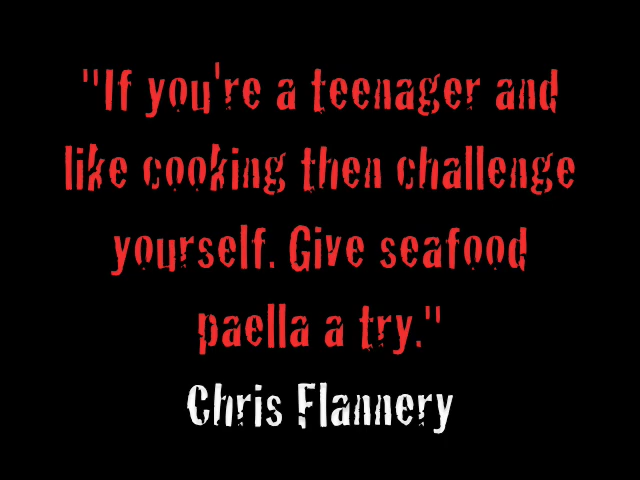 "If you're a teenager and
like cooking then challenge
yourself. Give seafood
paella a try."
Chris Flannery